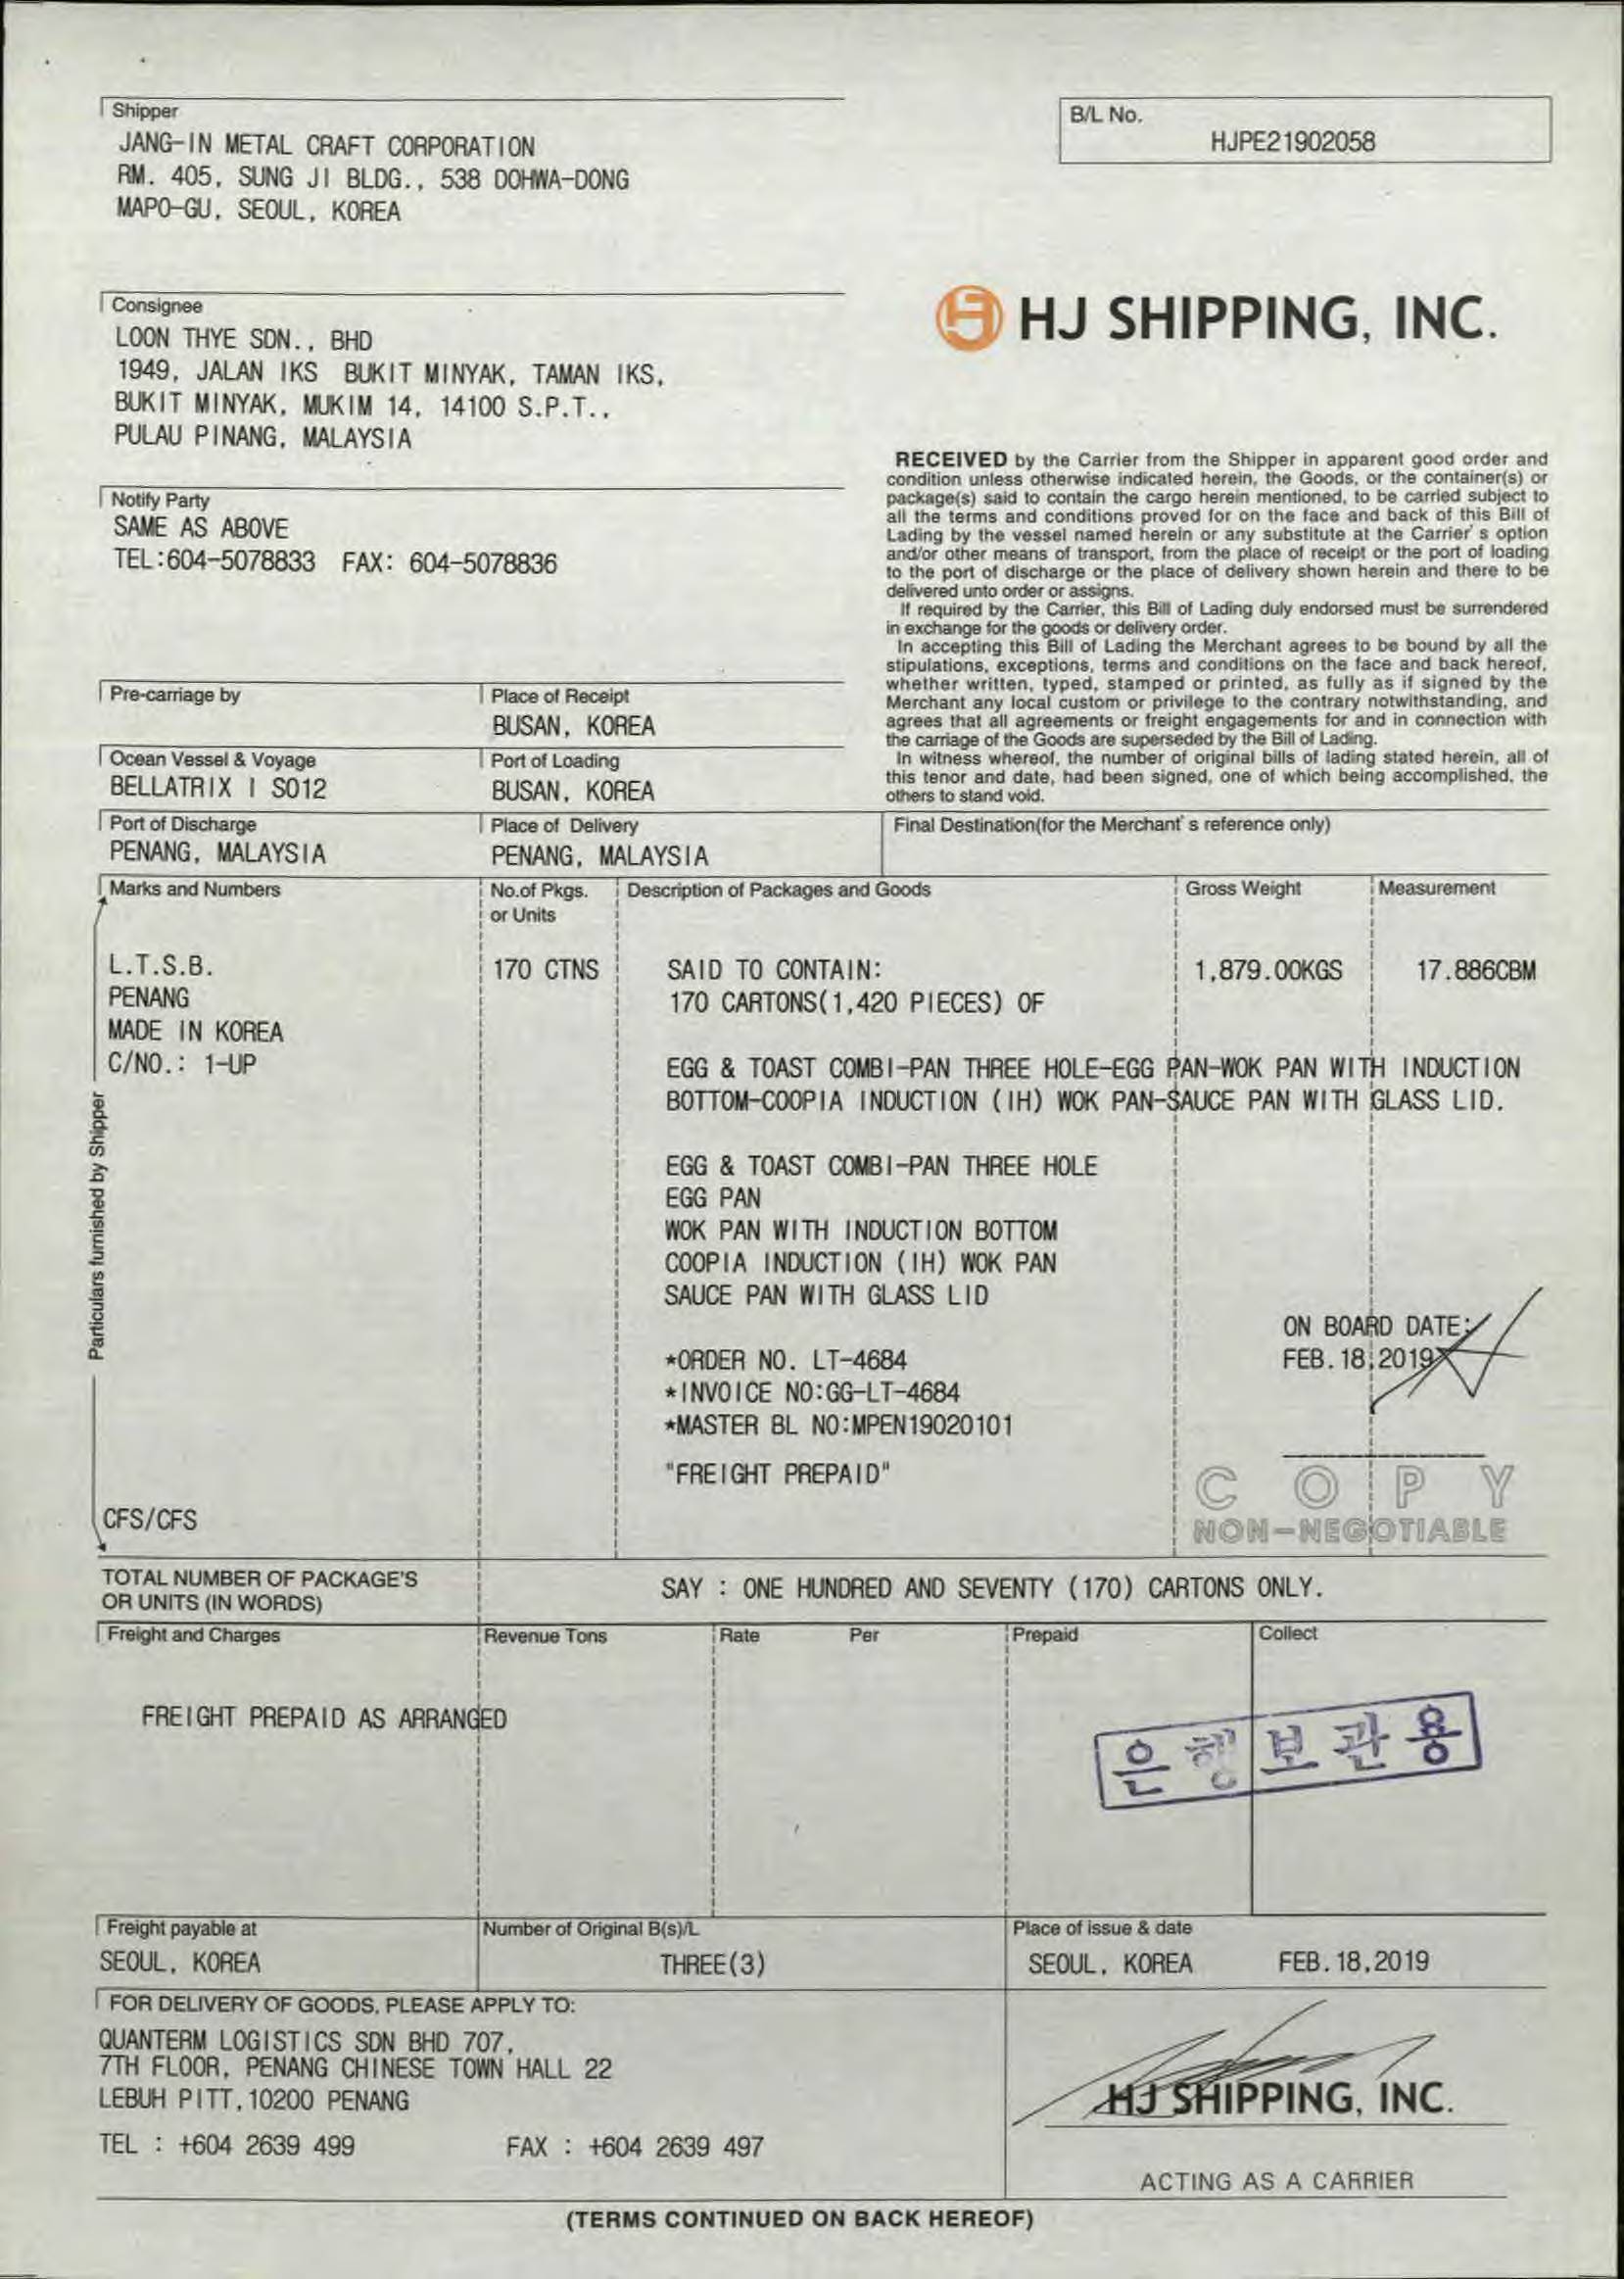 Shipper
JANG-IN METAL CRAFT CORPORATION
RM. 405, SUNG JI BLDG., 538 DOHWA-DONG
MAPO-GU, SEOUL, KOREA
B/L No.
HJPE21902058
Consignee
LOON THYE SDN., BHD
1949, JALAN IKS BUKIT MINYAK, TAMAN IKS,
BUKIT MINYAK, MUKIM 14, 14100 S.P.T.,
PULAU PINANG, MALAYSIA
HJ SHIPPING, INC.
Notify Party
SAME AS ABOVE
TEL:604-5078833 FAX: 604-5078836
RECEIVED by the Carrier from the Shipper in apparent good order and
condition unless otherwise indicated herein, the Goods, or the container(s) or
package(s) said to contain the cargo herein mentioned, to be carried subject to
all the terms and conditions proved for on the face and back of this Bill of
Lading by the vessel named herein or any substitute at the Carrier's option
and/or other means of transport, from the place of receipt or the port of loading
to the port of discharge or the place of delivery shown herein and there to be
delivered unto order or assigns.
If required by the Carrier, this Bill of Lading duly endorsed must be surrendered
in exchange for the goods or delivery order.
In accepting this Bill of Lading the Merchant agrees to be bound by all the
stipulations, exceptions, terms and conditions on the face and back hereof,
whether written, typed, stamped or printed, as fully as if signed by the
Merchant any local custom or privilege to the contrary notwithstanding, and
agrees that all agreements or freight engagements for and in connection with
the carriage of the Goods are superseded by the Bill of Lading.
In witness whereof, the number of original bills of lading stated herein, all of
this tenor and date, had been signed, one of which being accomplished, the
others to stand void.
Pre-carriage by
Place of Receipt
BUSAN, KOREA
Ocean Vessel & Voyage
BELLATRIX I S012
Port of Loading
BUSAN, KOREA
Port of Discharge
PENANG, MALAYSIA
Place of Delivery
PENANG, MALAYSIA
Final Destination(for the Merchant's reference only)
Marks and Numbers
No.of Pkgs.
or Units
Description of Packages and Goods
Gross Weight
Measurement
L.T.S.B.
PENANG
MADE IN KOREA
C/NO.: 1-UP
170 CTNS
SAID TO CONTAIN:
170 CARTONS(1,420 PIECES) OF
1,879.00KGS
17.886CBM
EGG & TOAST COMBI-PAN THREE HOLE-EGG PAN-WOK PAN WITH INDUCTION
BOTTOM-COOPIA INDUCTION (IH) WOK PAN-SAUCE PAN WITH GLASS LID.
EGG & TOAST COMBI-PAN THREE HOLE
EGG PAN
WOK PAN WITH INDUCTION BOTTOM
COOPIA INDUCTION (IH) WOK PAN
SAUCE PAN WITH GLASS LID
Particulars furnished by Shipper
ON BOARD DATE:
FEB.18,2019
*ORDER NO. LT-4684
*INVOICE NO:GG-LT-4684
*MASTER BL NO:MPEN19020101
"FREIGHT PREPAID"
COPY
NON-NEGOTIABLE
CFS/CFS
TOTAL NUMBER OF PACKAGE'S
OR UNITS (IN WORDS)
SAY : ONE HUNDRED AND SEVENTY (170) CARTONS ONLY.
Freight and Charges
Revenue Tons
Rate
Per
Prepaid
Collect
FREIGHT PREPAID AS ARRANGED
은행보관용
Freight payable at
SEOUL, KOREA
Number of Original B(s)/L
THREE(3)
Place of issue & date
SEOUL, KOREA FEB.18,2019
FOR DELIVERY OF GOODS, PLEASE APPLY TO:
QUANTERM LOGISTICS SDN BHD 707,
7TH FLOOR, PENANG CHINESE TOWN HALL 22
LEBUH PITT,10200 PENANG
TEL : +604 2639 499 FAX : +604 2639 497
HJ SHIPPING, INC.
ACTING AS A CARRIER
(TERMS CONTINUED ON BACK HEREOF)